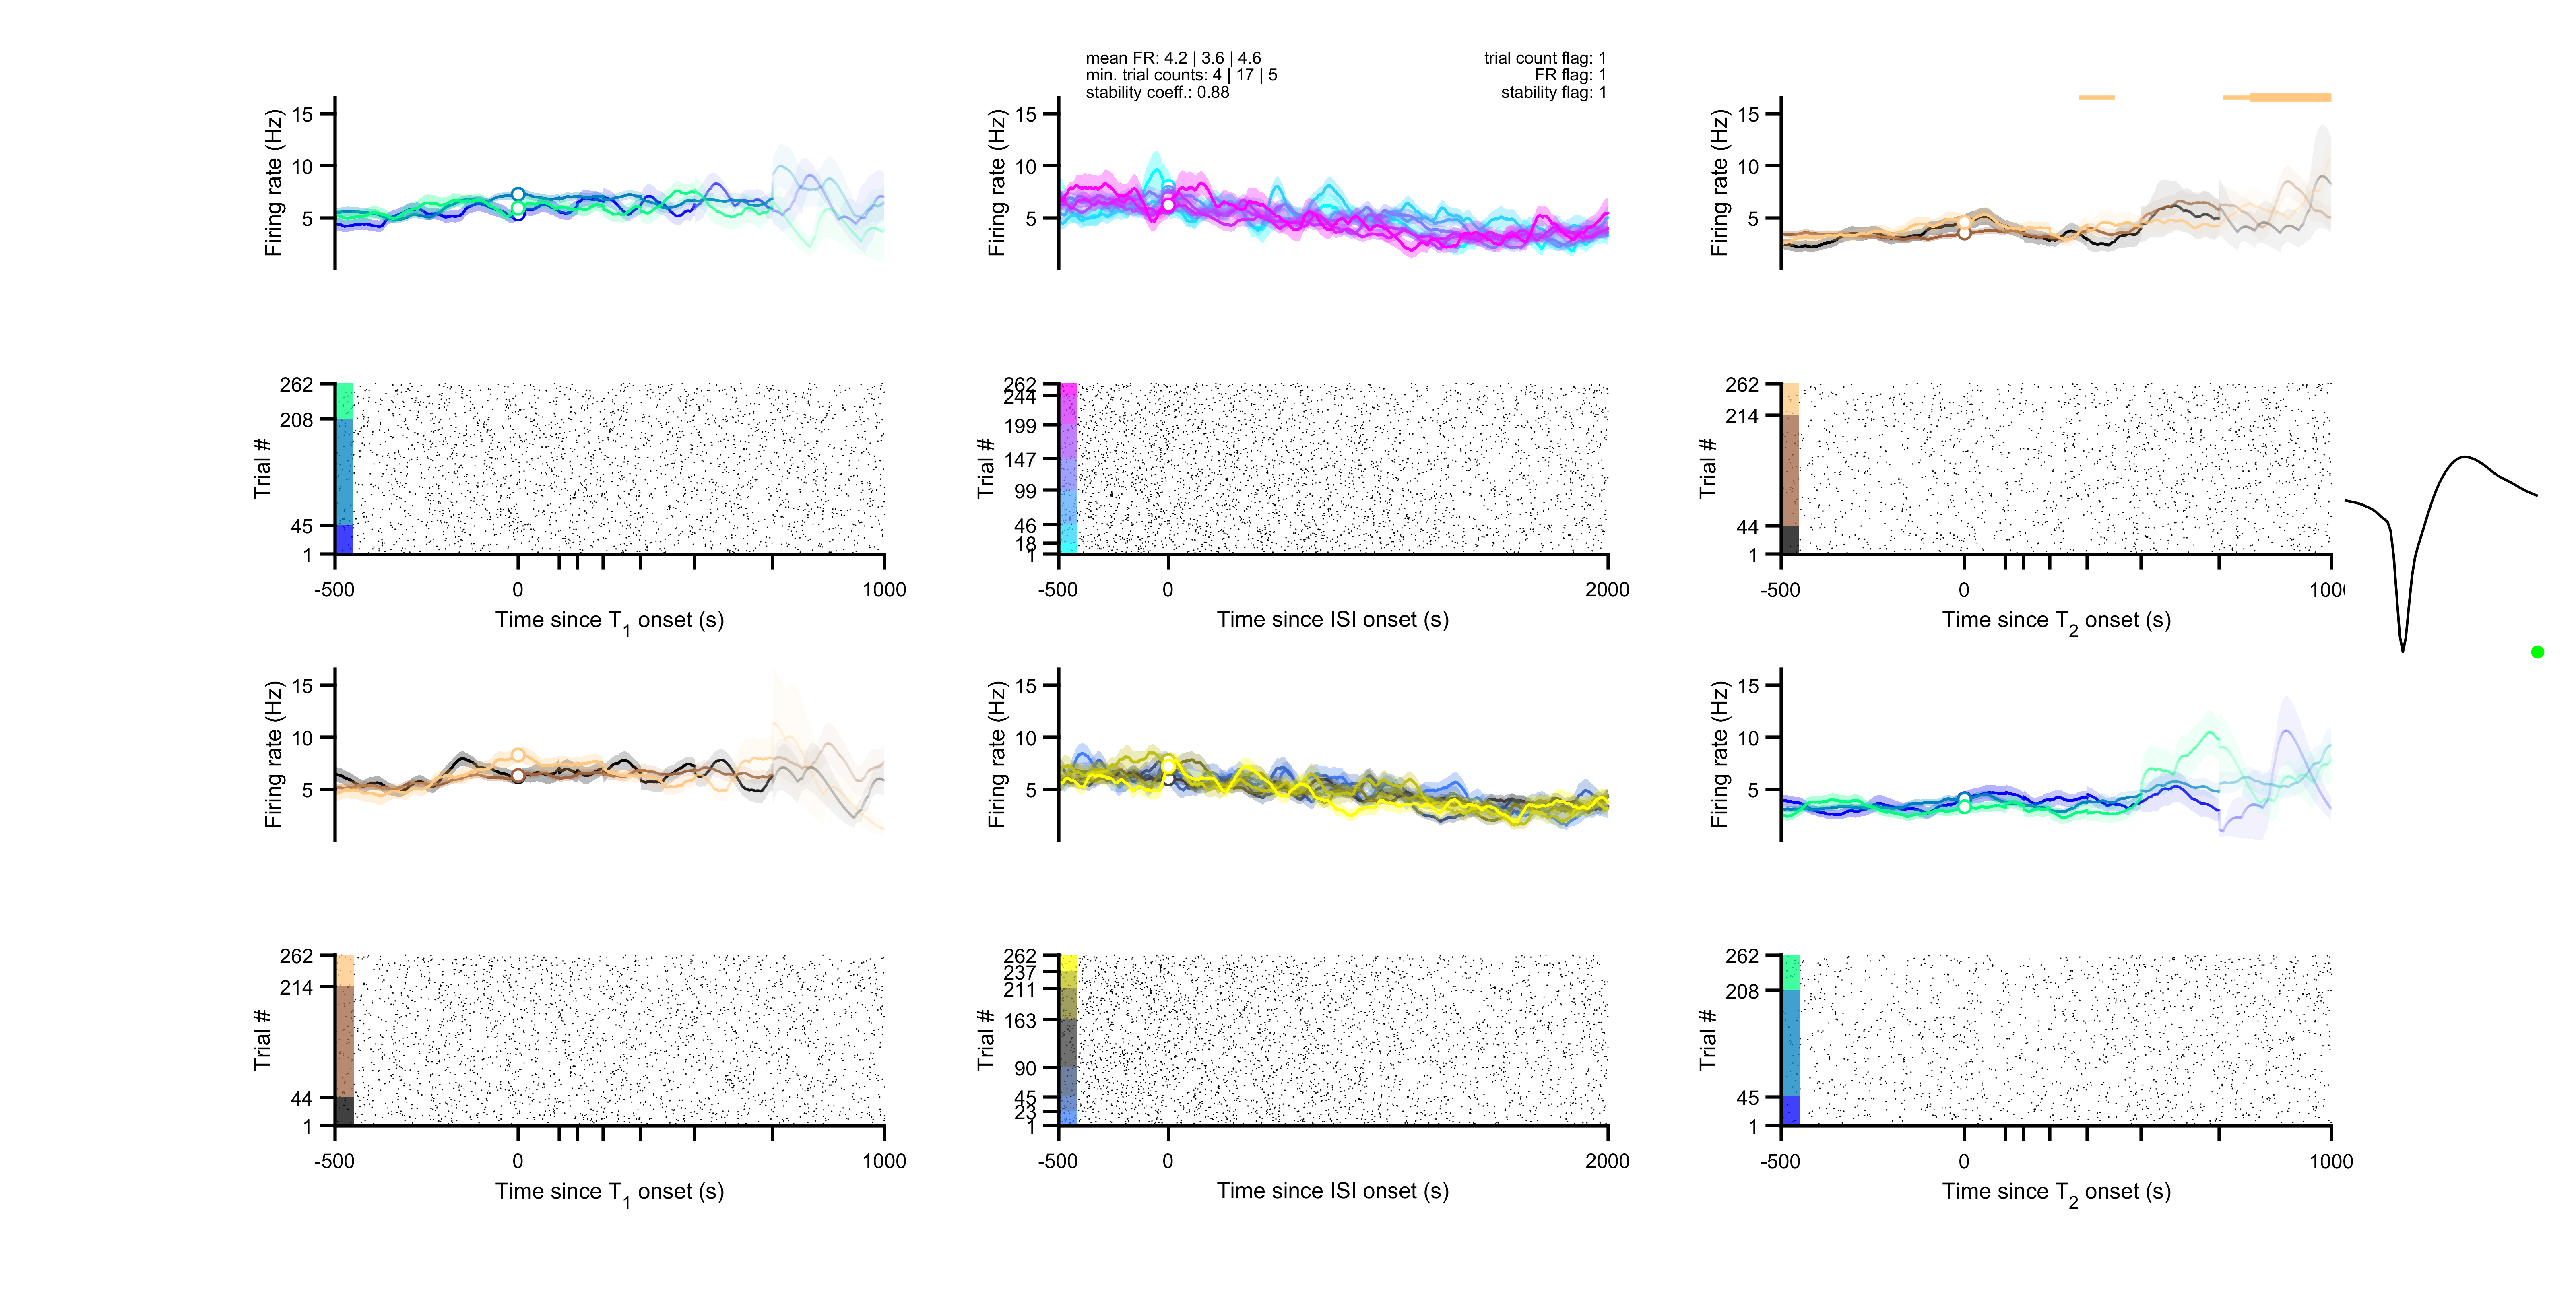 mean FR: 4.2 | 3.6 | 4.6
min. trial counts: 4 | 17 | 5
stability coeff.: 0.88
trial count flag: 1
FR flag: 1
stability flag: 1
Firing rate (Hz)
15
10
5
Firing rate (Hz)
15
10
5
Firing rate (Hz)
15
10
5
Trial #
262
208
45
1
-500
0
1000
Time since T1 onset (s)
Trial #
262
244
199
147
99
46
18
1
-500
0
2000
Time since ISI onset (s)
Trial #
262
214
44
1
-500
0
1000
Time since T2 onset (s)
Firing rate (Hz)
15
10
5
Firing rate (Hz)
15
10
5
Firing rate (Hz)
15
10
5
Trial #
262
214
44
1
-500
0
1000
Time since T1 onset (s)
Trial #
262
237
211
163
90
45
23
1
-500
0
2000
Time since ISI onset (s)
Trial #
262
208
45
1
-500
0
1000
Time since T2 onset (s)